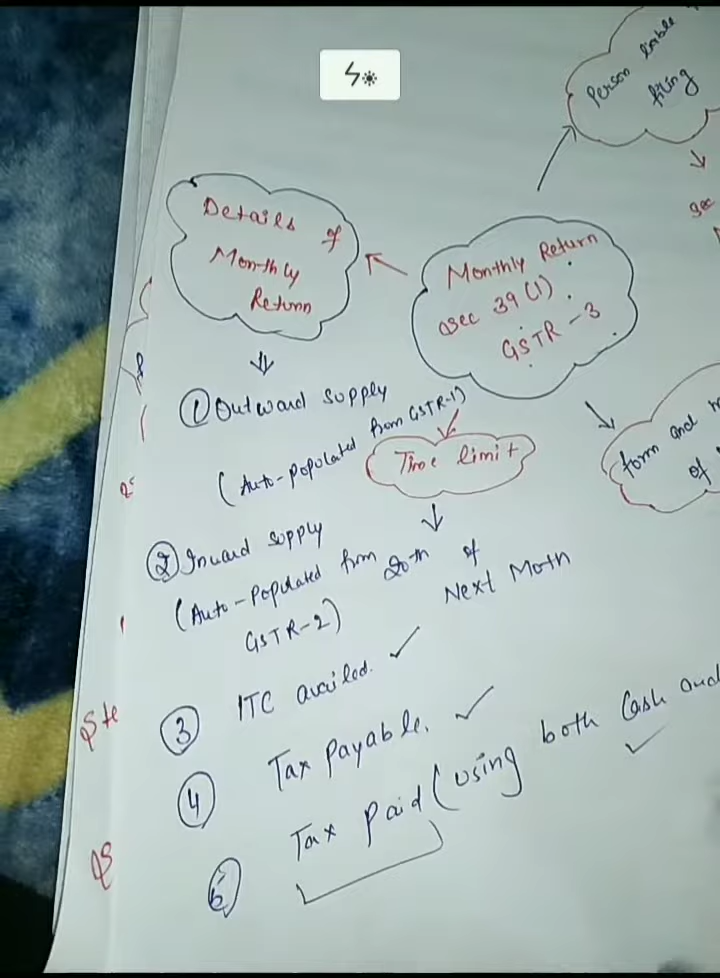 Person liable
filing
sec
Details of
Monthly
Return
Monthly Return
sec 39 (1).
GSTR-3
① Outward supply
(Auto-populated from GSTR-1)
Time limit
form and
of
20th of
Next Moth
② Inward supply
(Auto-Populated from
GSTR-2)
③ ITC availed. ✓
④ Tax Payable. ✓
⑤ Tax paid (using both Cash and